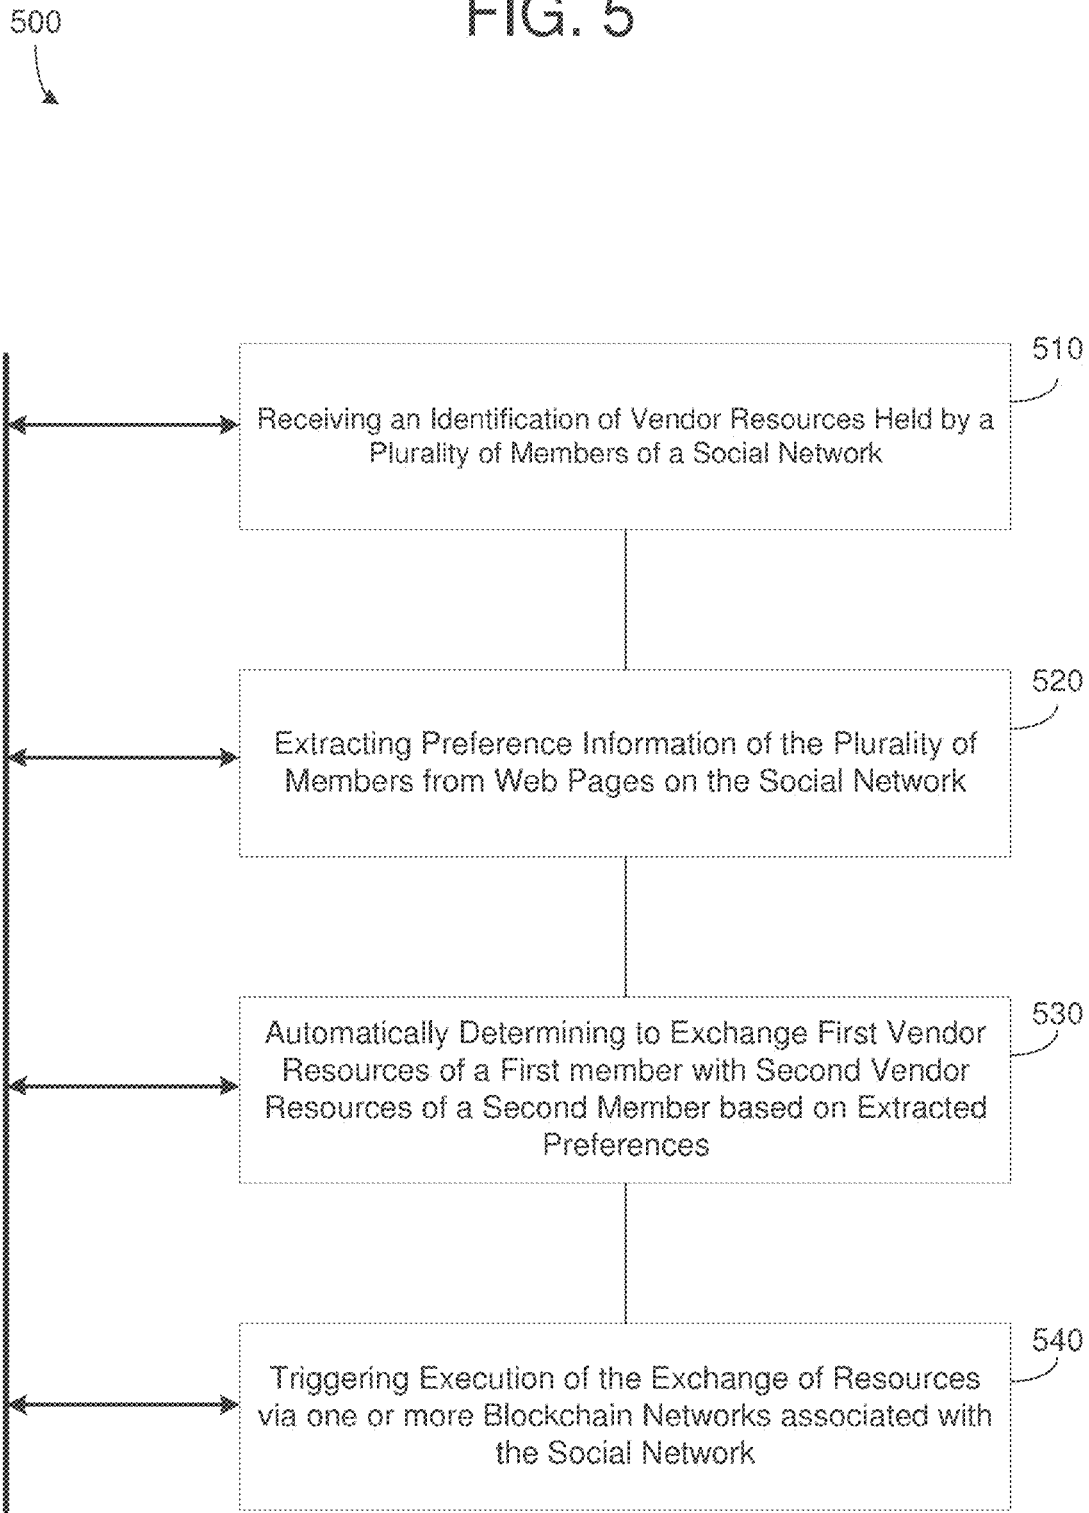 FIG. 5
500
510
Receiving an Identification of Vendor Resources Held by a
Plurality of Members of a Social Network
520
Extracting Preference Information of the Plurality of
Members from Web Pages on the Social Network
530
Automatically Determining to Exchange First Vendor
Resources of a First member with Second Vendor
Resources of a Second Member based on Extracted
Preferences
540
Triggering Execution of the Exchange of Resources
via one or more Blockchain Networks associated with
the Social Network